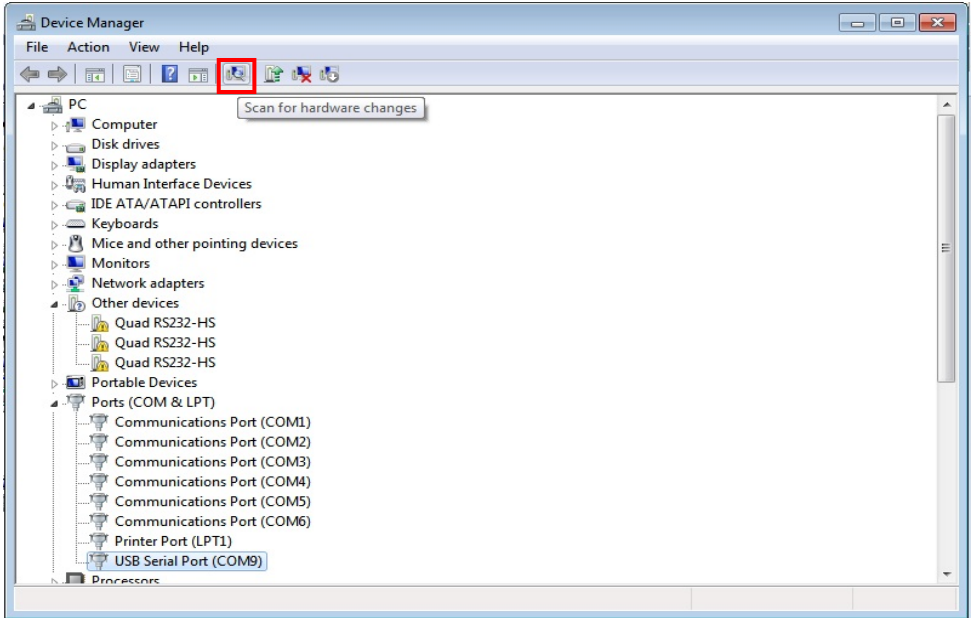 Device Manager
File Action View Help
Scan for hardware changes
PC
Computer
Disk drives
Display adapters
Human Interface Devices
IDE ATA/ATAPI controllers
Keyboards
Mice and other pointing devices
Monitors
Network adapters
Other devices
Quad RS232-HS
Quad RS232-HS
Quad RS232-HS
Portable Devices
Ports (COM & LPT)
Communications Port (COM1)
Communications Port (COM2)
Communications Port (COM3)
Communications Port (COM4)
Communications Port (COM5)
Communications Port (COM6)
Printer Port (LPT1)
USB Serial Port (COM9)
Processors